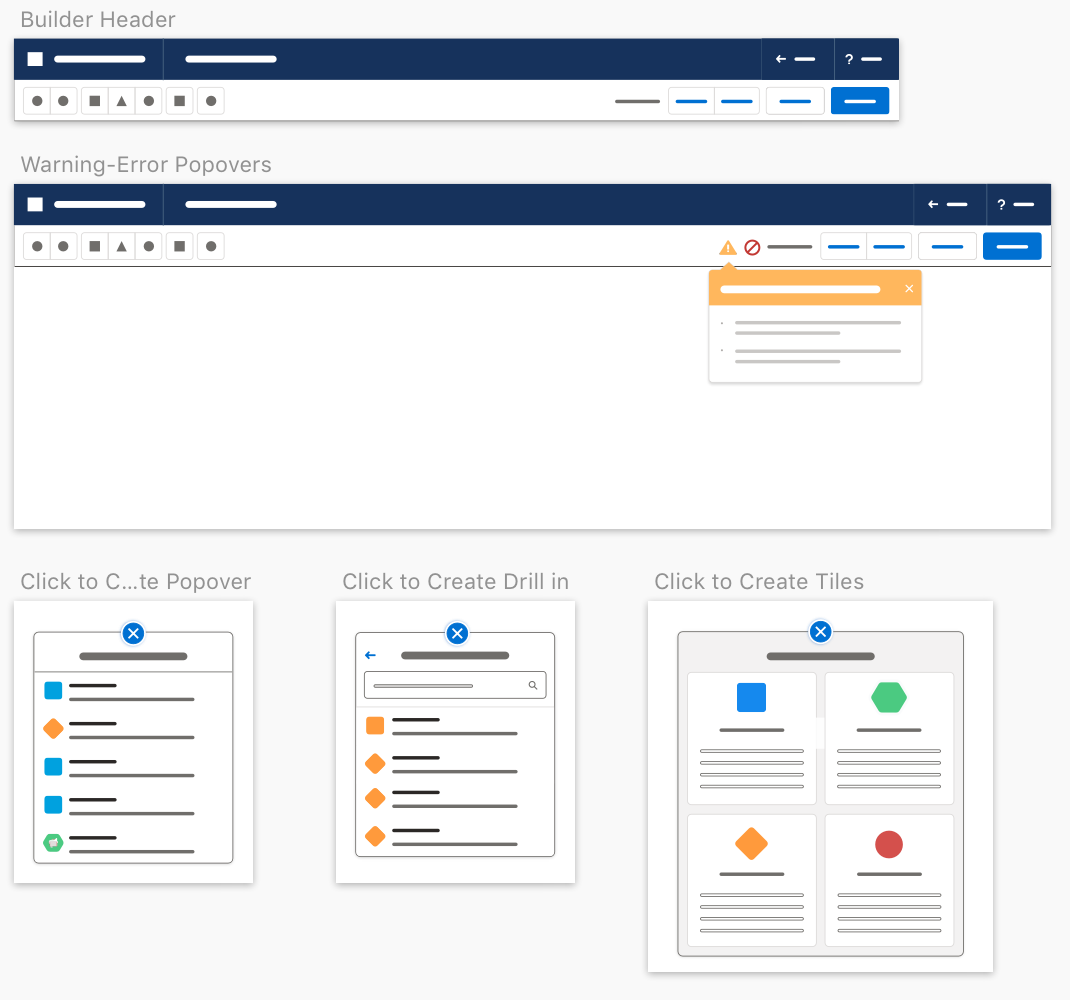 Builder Header
?
Warning-Error Popovers
?
Click to C...te Popover
Click to Create Drill in
Click to Create Tiles